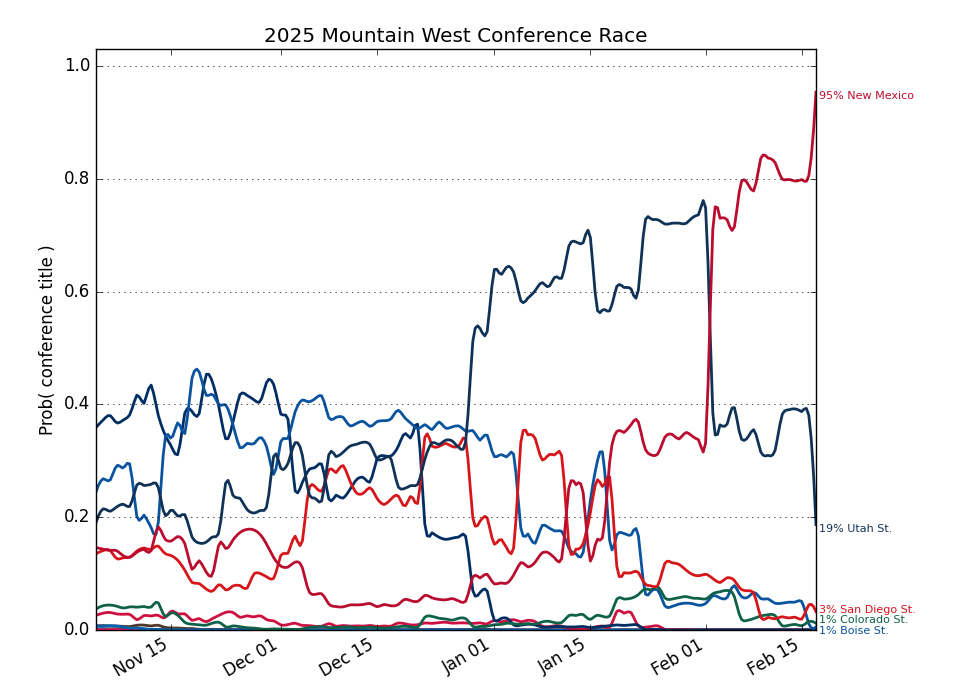 2025 Mountain West Conference Race
1.0
0.8
0.6
0.4
0.2
0.0
Prob( conference title )
95% New Mexico
19% Utah St.
3% San Diego St.
1% Colorado St.
1% Boise St.
Nov 15
Dec 01
Dec 15
Jan 01
Jan 15
Feb 01
Feb 15